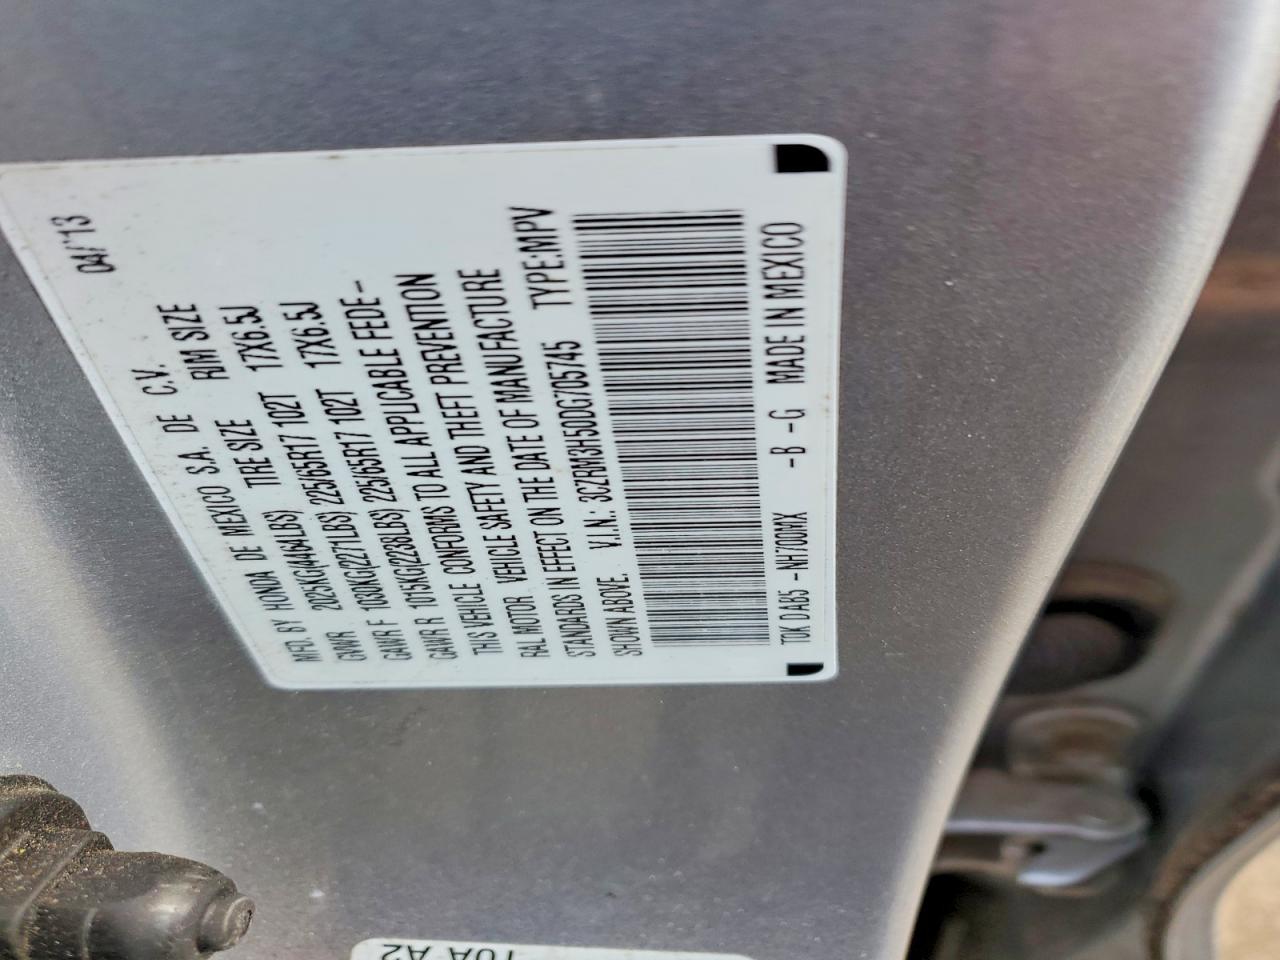 04/'13
MFD. BY HONDA DE MEXICO S.A. DE C.V.
TIRE SIZE RIM SIZE
GVWR 2025KG(4464LBS)
GAWR F 1030KG(2271LBS) 225/65R17 102T 17X6.5J
GAWR R 1015KG(2238LBS) 225/65R17 102T 17X6.5J
THIS VEHICLE CONFORMS TO ALL APPLICABLE FEDE-
RAL MOTOR VEHICLE SAFETY AND THEFT PREVENTION
STANDARDS IN EFFECT ON THE DATE OF MANUFACTURE
SHOWN ABOVE. V.I.N.: 3CZRM3H50DG705745 TYPE:MPV
TDK DA85 -NH700MX -B -G MADE IN MEXICO
T0A A2